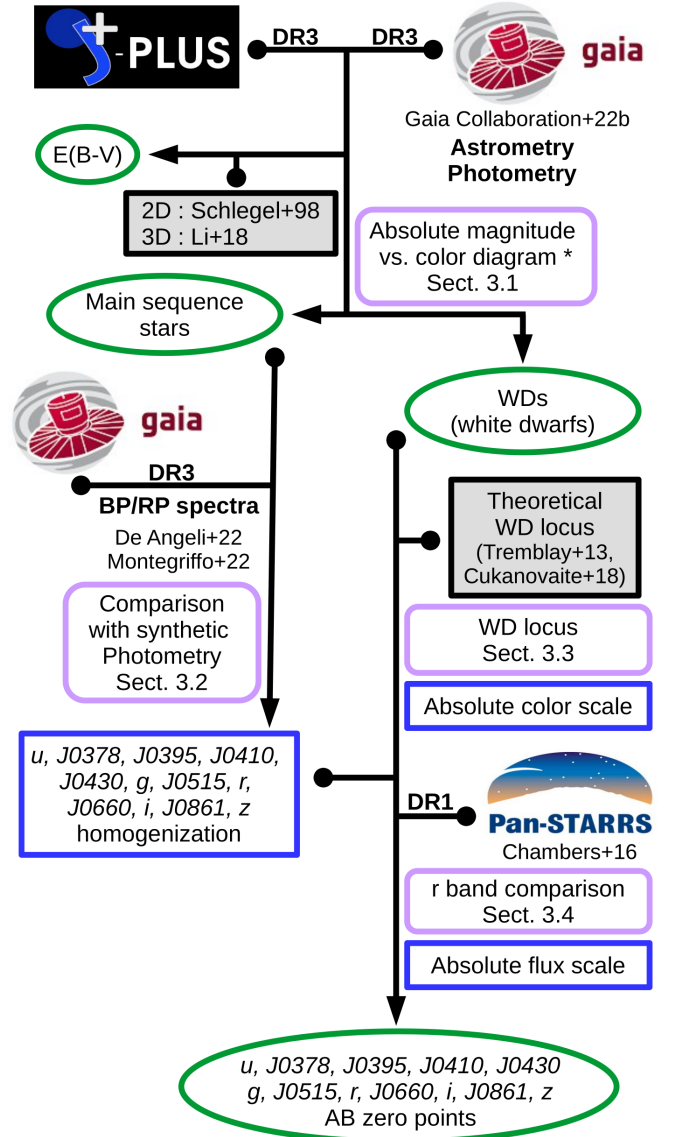 S+-PLUS
DR3
DR3
gaia
Gaia Collaboration+22b
Astrometry
Photometry
E(B-V)
2D : Schlegel+98
3D : Li+18
Absolute magnitude
vs. color diagram *
Sect. 3.1
Main sequence
stars
WDs
(white dwarfs)
gaia
DR3
BP/RP spectra
De Angeli+22
Montegriffo+22
Theoretical
WD locus
(Tremblay+13,
Cukanovaite+18)
Comparison
with synthetic
Photometry
Sect. 3.2
WD locus
Sect. 3.3
Absolute color scale
u, J0378, J0395, J0410,
J0430, g, J0515, r,
J0660, i, J0861, z
homogenization
DR1
Pan-STARRS
Chambers+16
r band comparison
Sect. 3.4
Absolute flux scale
u, J0378, J0395, J0410, J0430
g, J0515, r, J0660, i, J0861, z
AB zero points